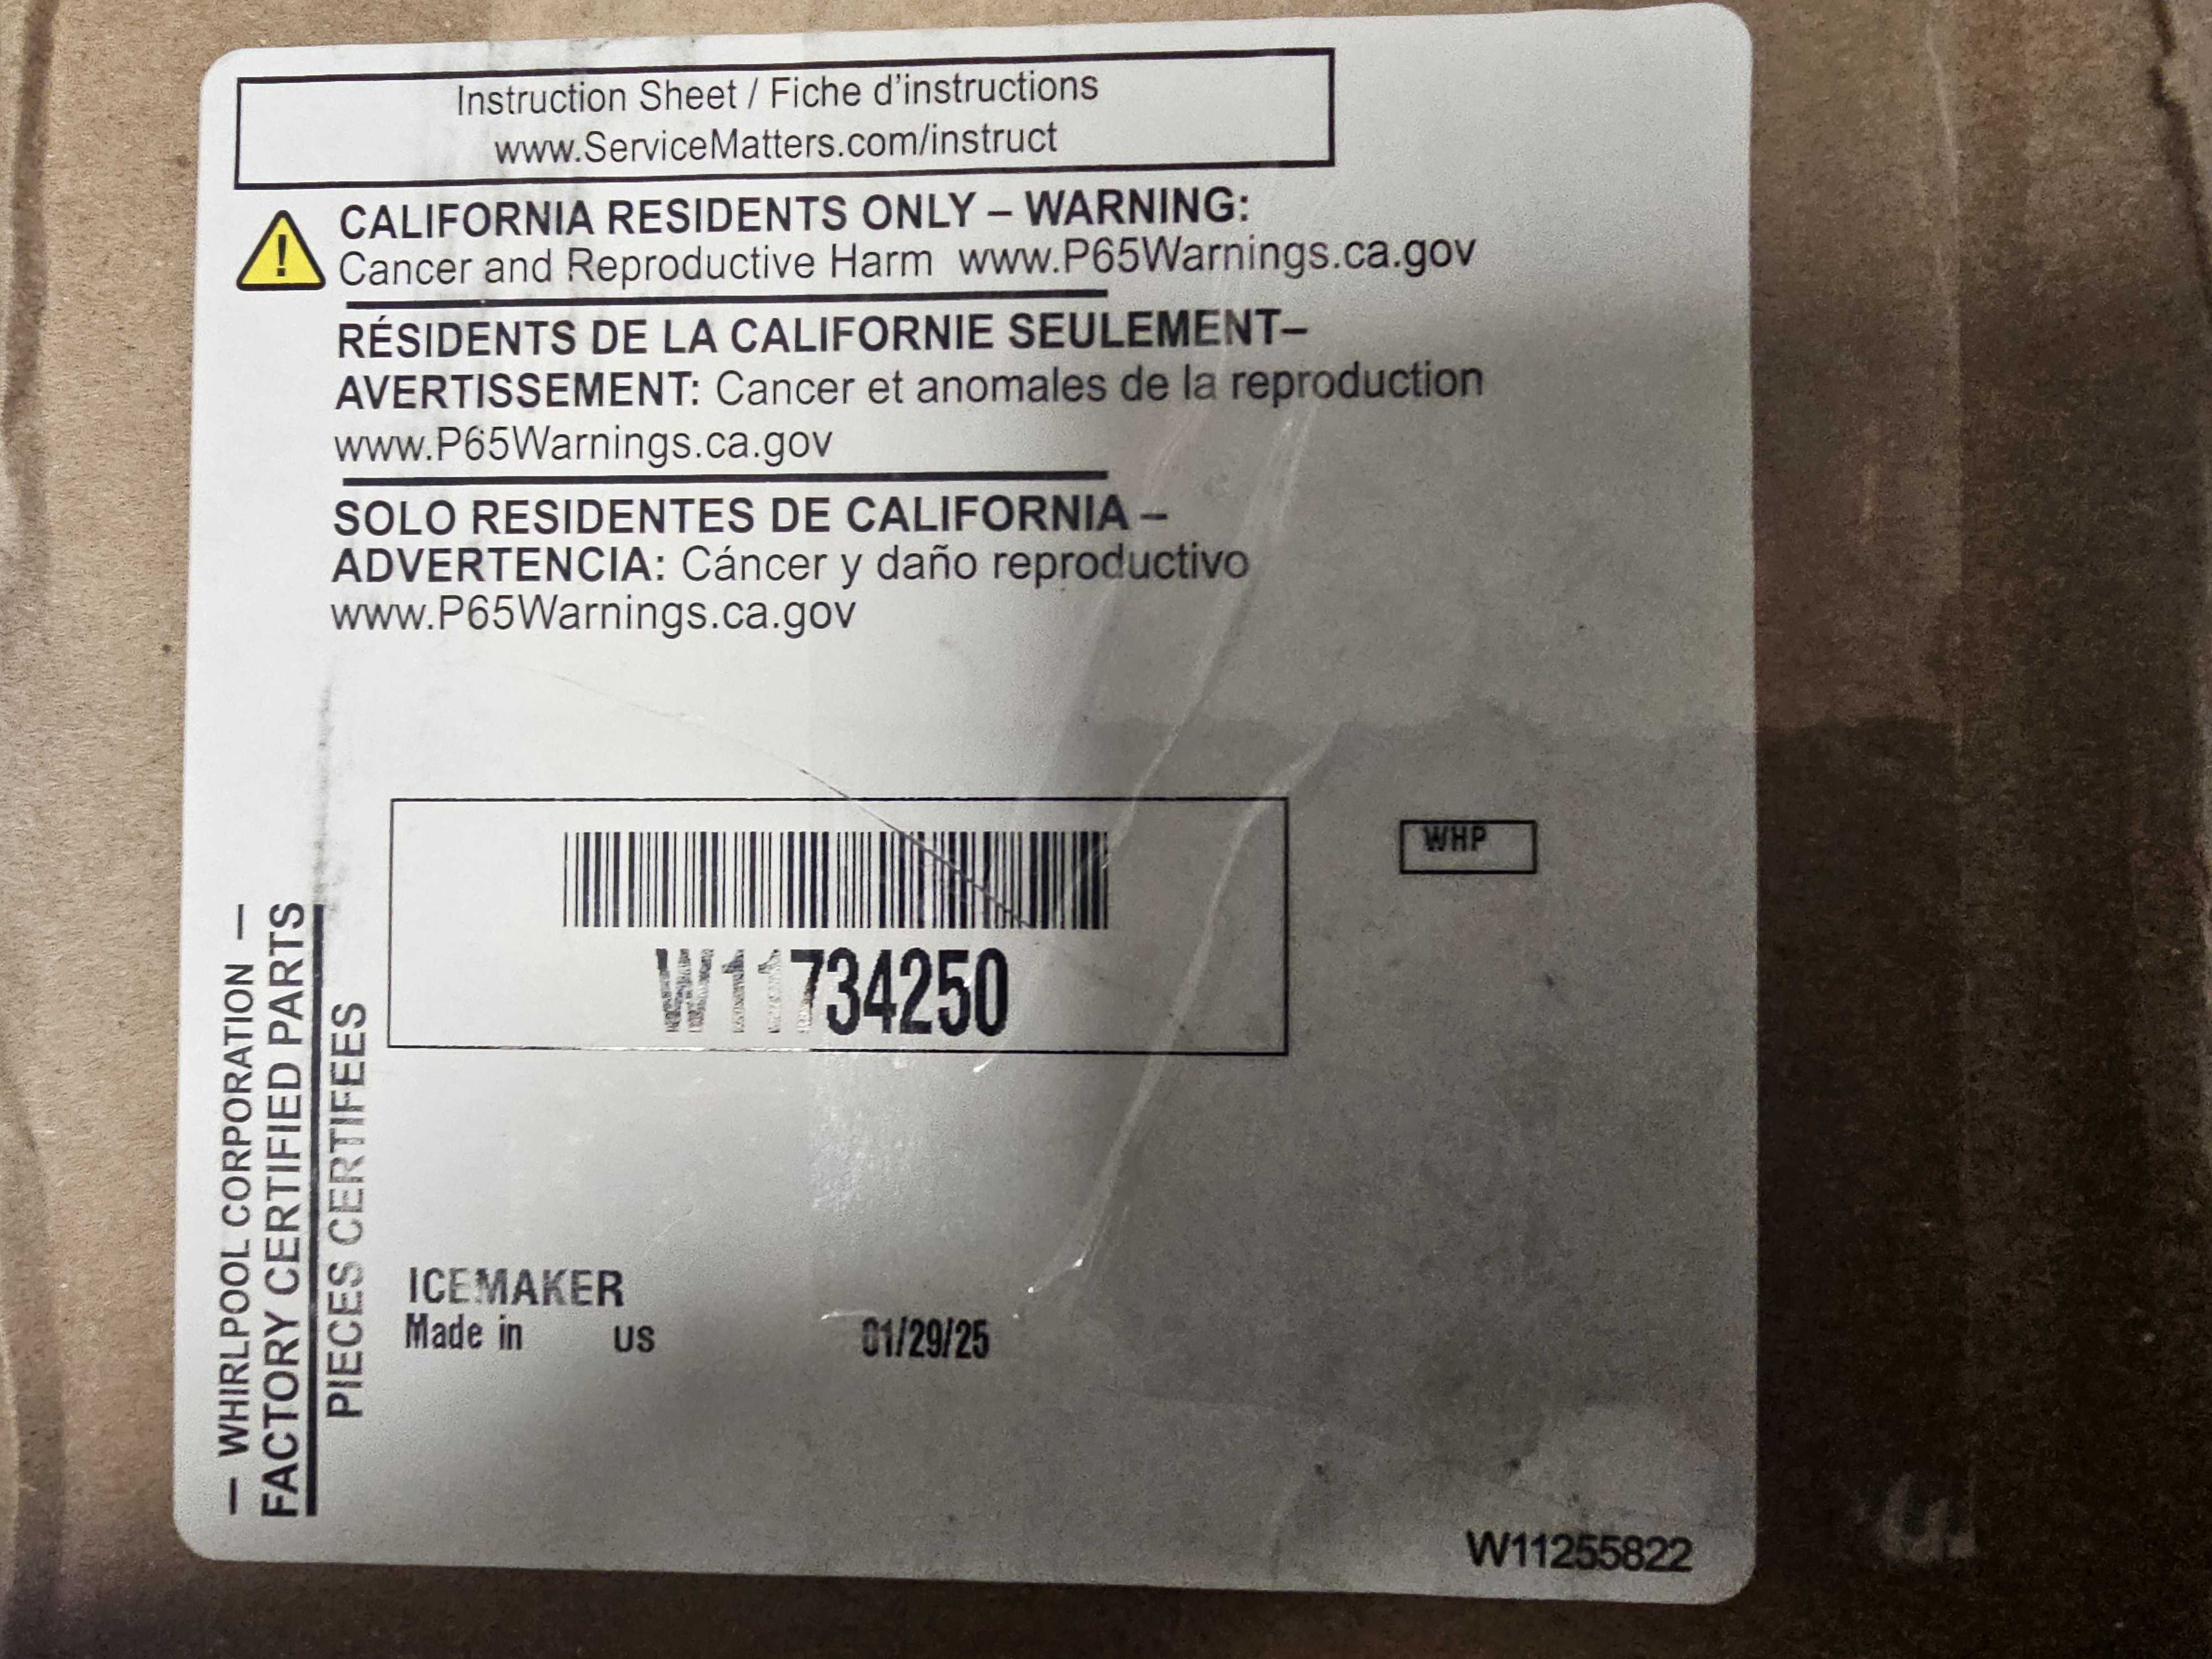 Instruction Sheet / Fiche d'instructions
www.ServiceMatters.com/instruct
CALIFORNIA RESIDENTS ONLY – WARNING:
Cancer and Reproductive Harm www.P65Warnings.ca.gov
RÉSIDENTS DE LA CALIFORNIE SEULEMENT–
AVERTISSEMENT: Cancer et anomales de la reproduction
www.P65Warnings.ca.gov
SOLO RESIDENTES DE CALIFORNIA –
ADVERTENCIA: Cáncer y daño reproductivo
www.P65Warnings.ca.gov
WHP
W11734250
ICEMAKER
Made in US 01/29/25
— WHIRLPOOL CORPORATION —
FACTORY CERTIFIED PARTS
PIECES CERTIFEES
W11255822